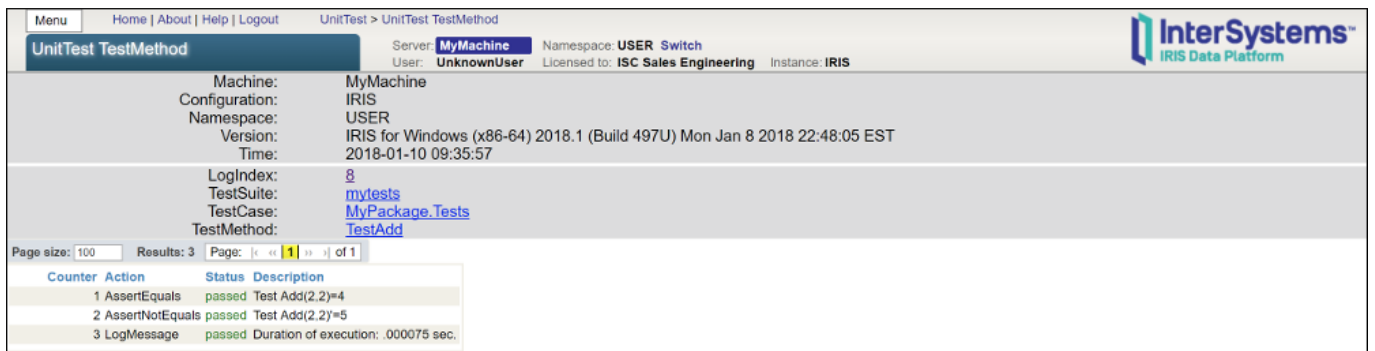 Menu Home | About | Help | Logout UnitTest > UnitTest TestMethod
UnitTest TestMethod
Server: MyMachine Namespace: USER Switch
User: UnknownUser Licensed to: ISC Sales Engineering Instance: IRIS
InterSystems™
IRIS Data Platform
Machine: MyMachine
Configuration: IRIS
Namespace: USER
Version: IRIS for Windows (x86-64) 2018.1 (Build 497U) Mon Jan 8 2018 22:48:05 EST
Time: 2018-01-10 09:35:57
LogIndex: 8
TestSuite: mytests
TestCase: MyPackage.Tests
TestMethod: TestAdd
Page size: 100 Results: 3 Page: |‹ ‹‹ 1 ›› ›| of 1
Counter Action Status Description
1 AssertEquals passed Test Add(2,2)=4
2 AssertNotEquals passed Test Add(2,2)'=5
3 LogMessage passed Duration of execution: .000075 sec.